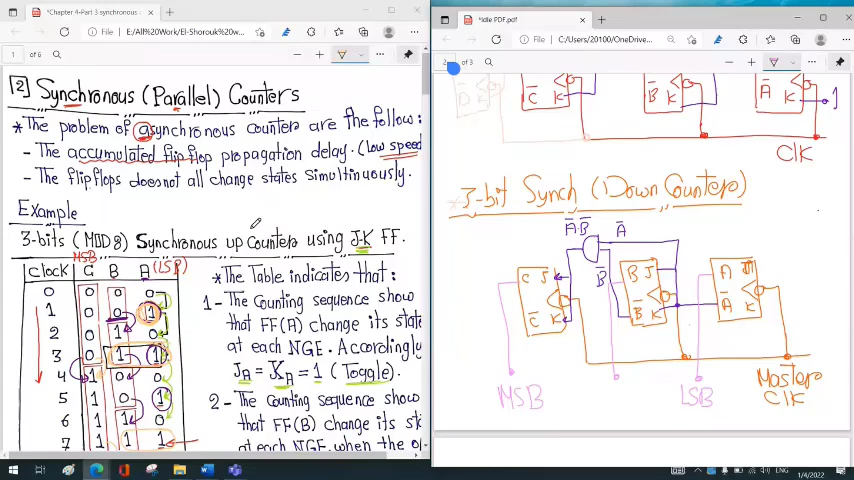 *Chapter 4-Part 3 synchronous c
E:/All%20Work/El-Shorouk%20w...
1 of 6
[2] Synchronous (Parallel) Counters
*The problem of asynchronous counter are the follow:
- The accumulated flipflop propagation delay. (low speed
- The flipflops does not all change states simultinuously.
Example
3-bits (MOD 8) Synchronous up Counter using J-K FF.
MSB (LSB)
Clock C B A
0 0 0 0
1 0 0 1
2 0 1 0
3 0 1 1
4 1 0 0
5 1 0 1
6 1 1 0
7 1 1 1
*The Table indicates that:
1- The Counting sequence show
that FF(A) change its state
at each NGE. Accordingly
JA = KA = 1 (Toggle).
2- The Counting sequence show
that FF(B) change its st
at each NGE, when the o
*Idle PDF.pdf
C:/Users/20100/OneDrive...
2 of 3
C̅ K B̅ K A̅ K 1
Clk
3-bit Synch (Down Counter)
A̅.B̅ A̅
C J B̅ B J A
C̅ K B̅ K A̅ K
MSB LSB Master
Clk
1/4/2022